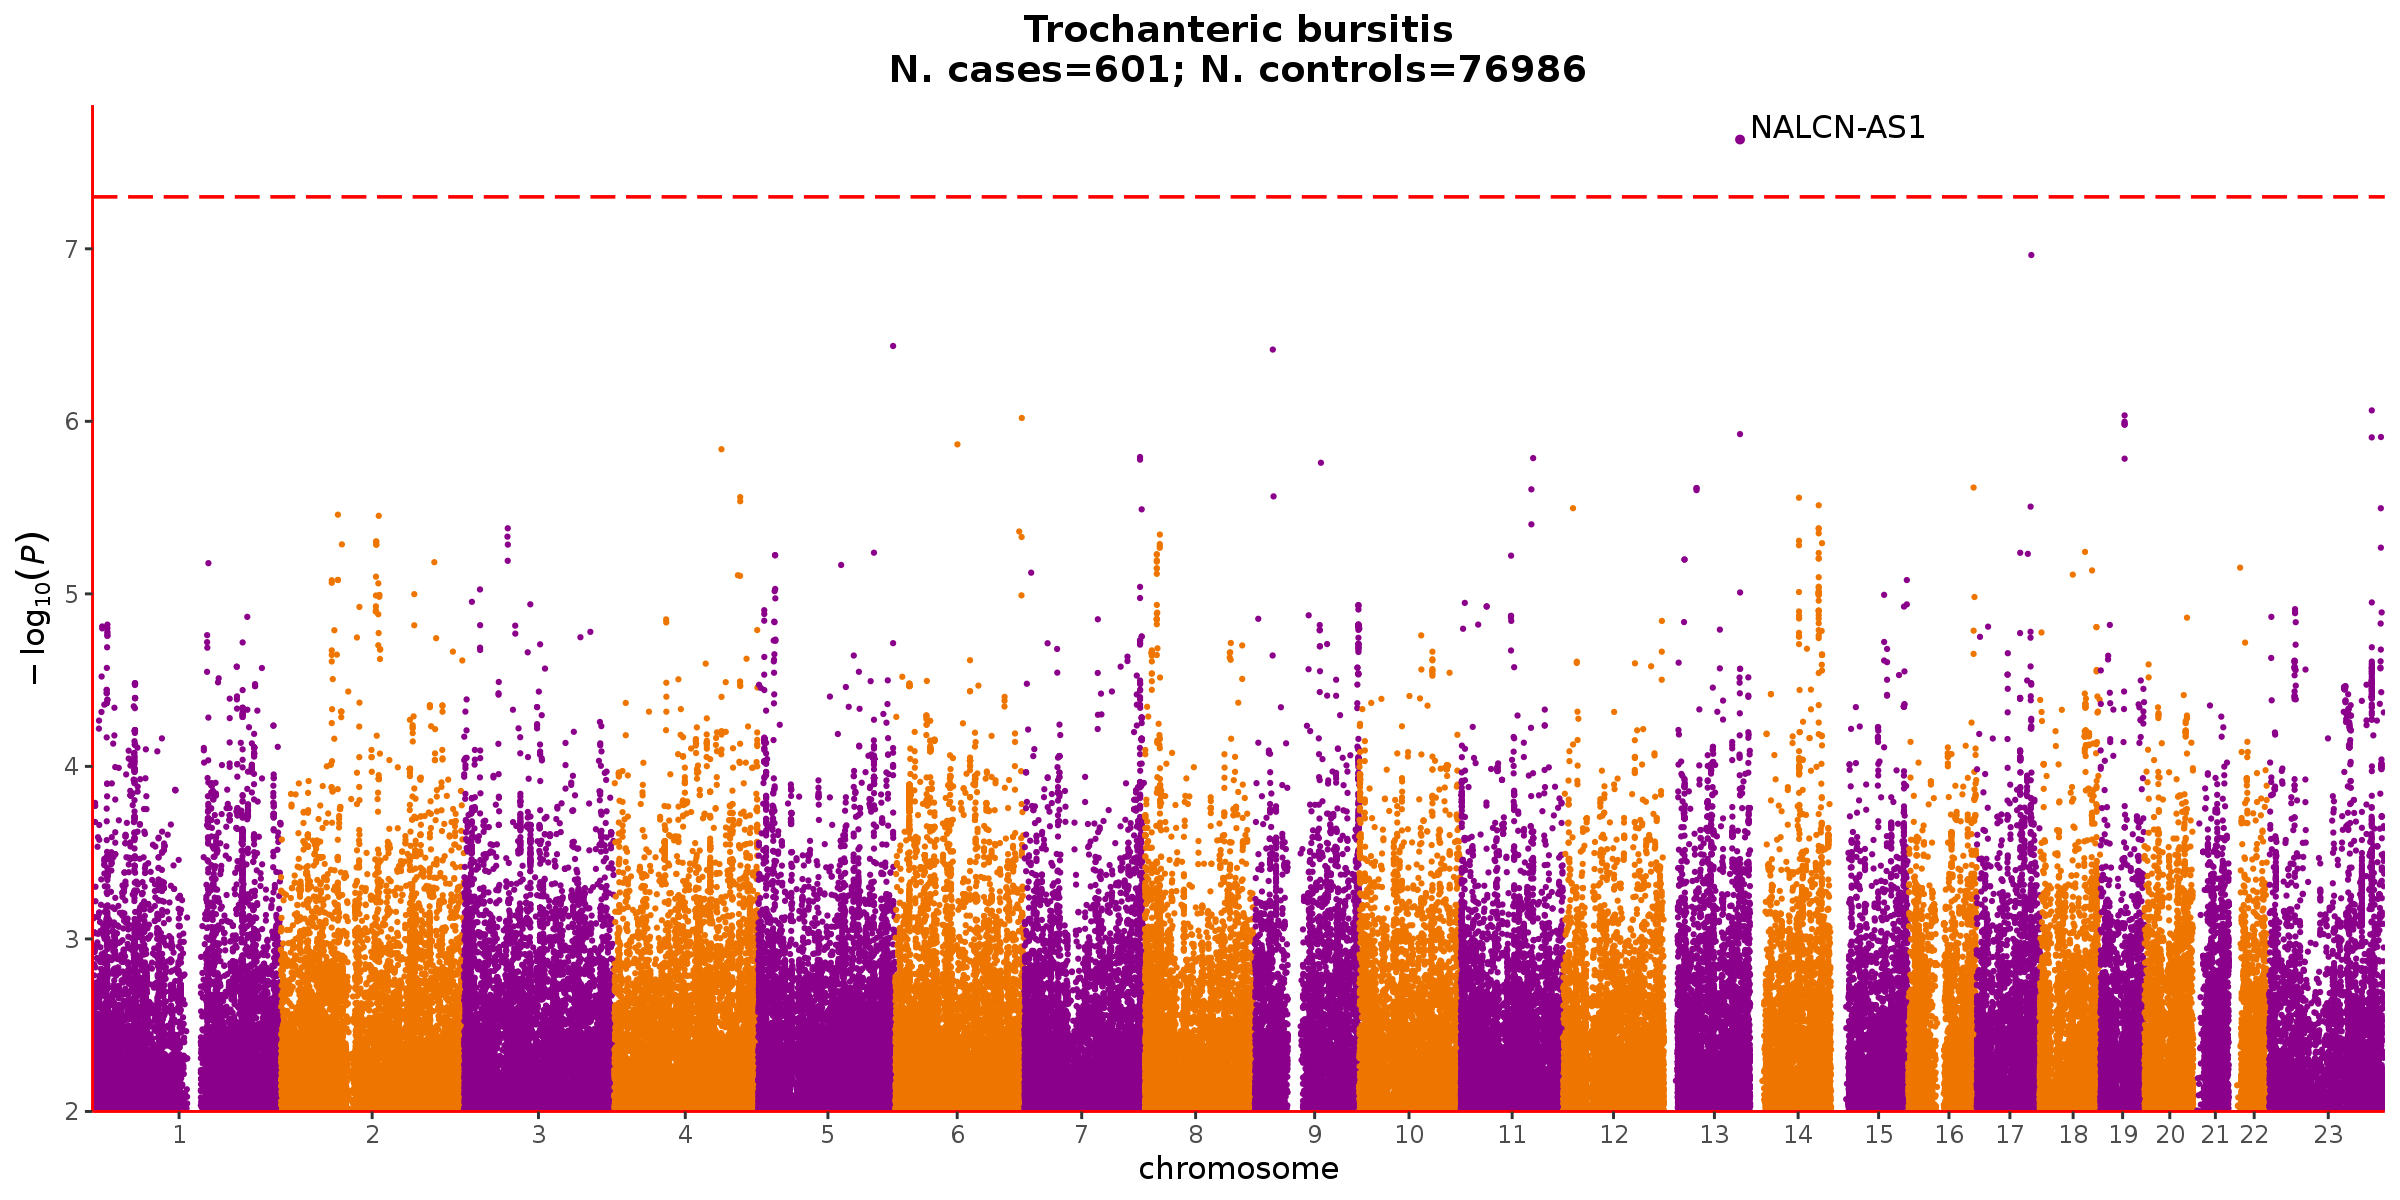 Trochanteric bursitis
N. cases=601; N. controls=76986
NALCN-AS1
7
6
5
4
3
2
− log10(P)
1 2 3 4 5 6 7 8 9 10 11 12 13 14 15 16 17 18 19 20 21 22 23
chromosome